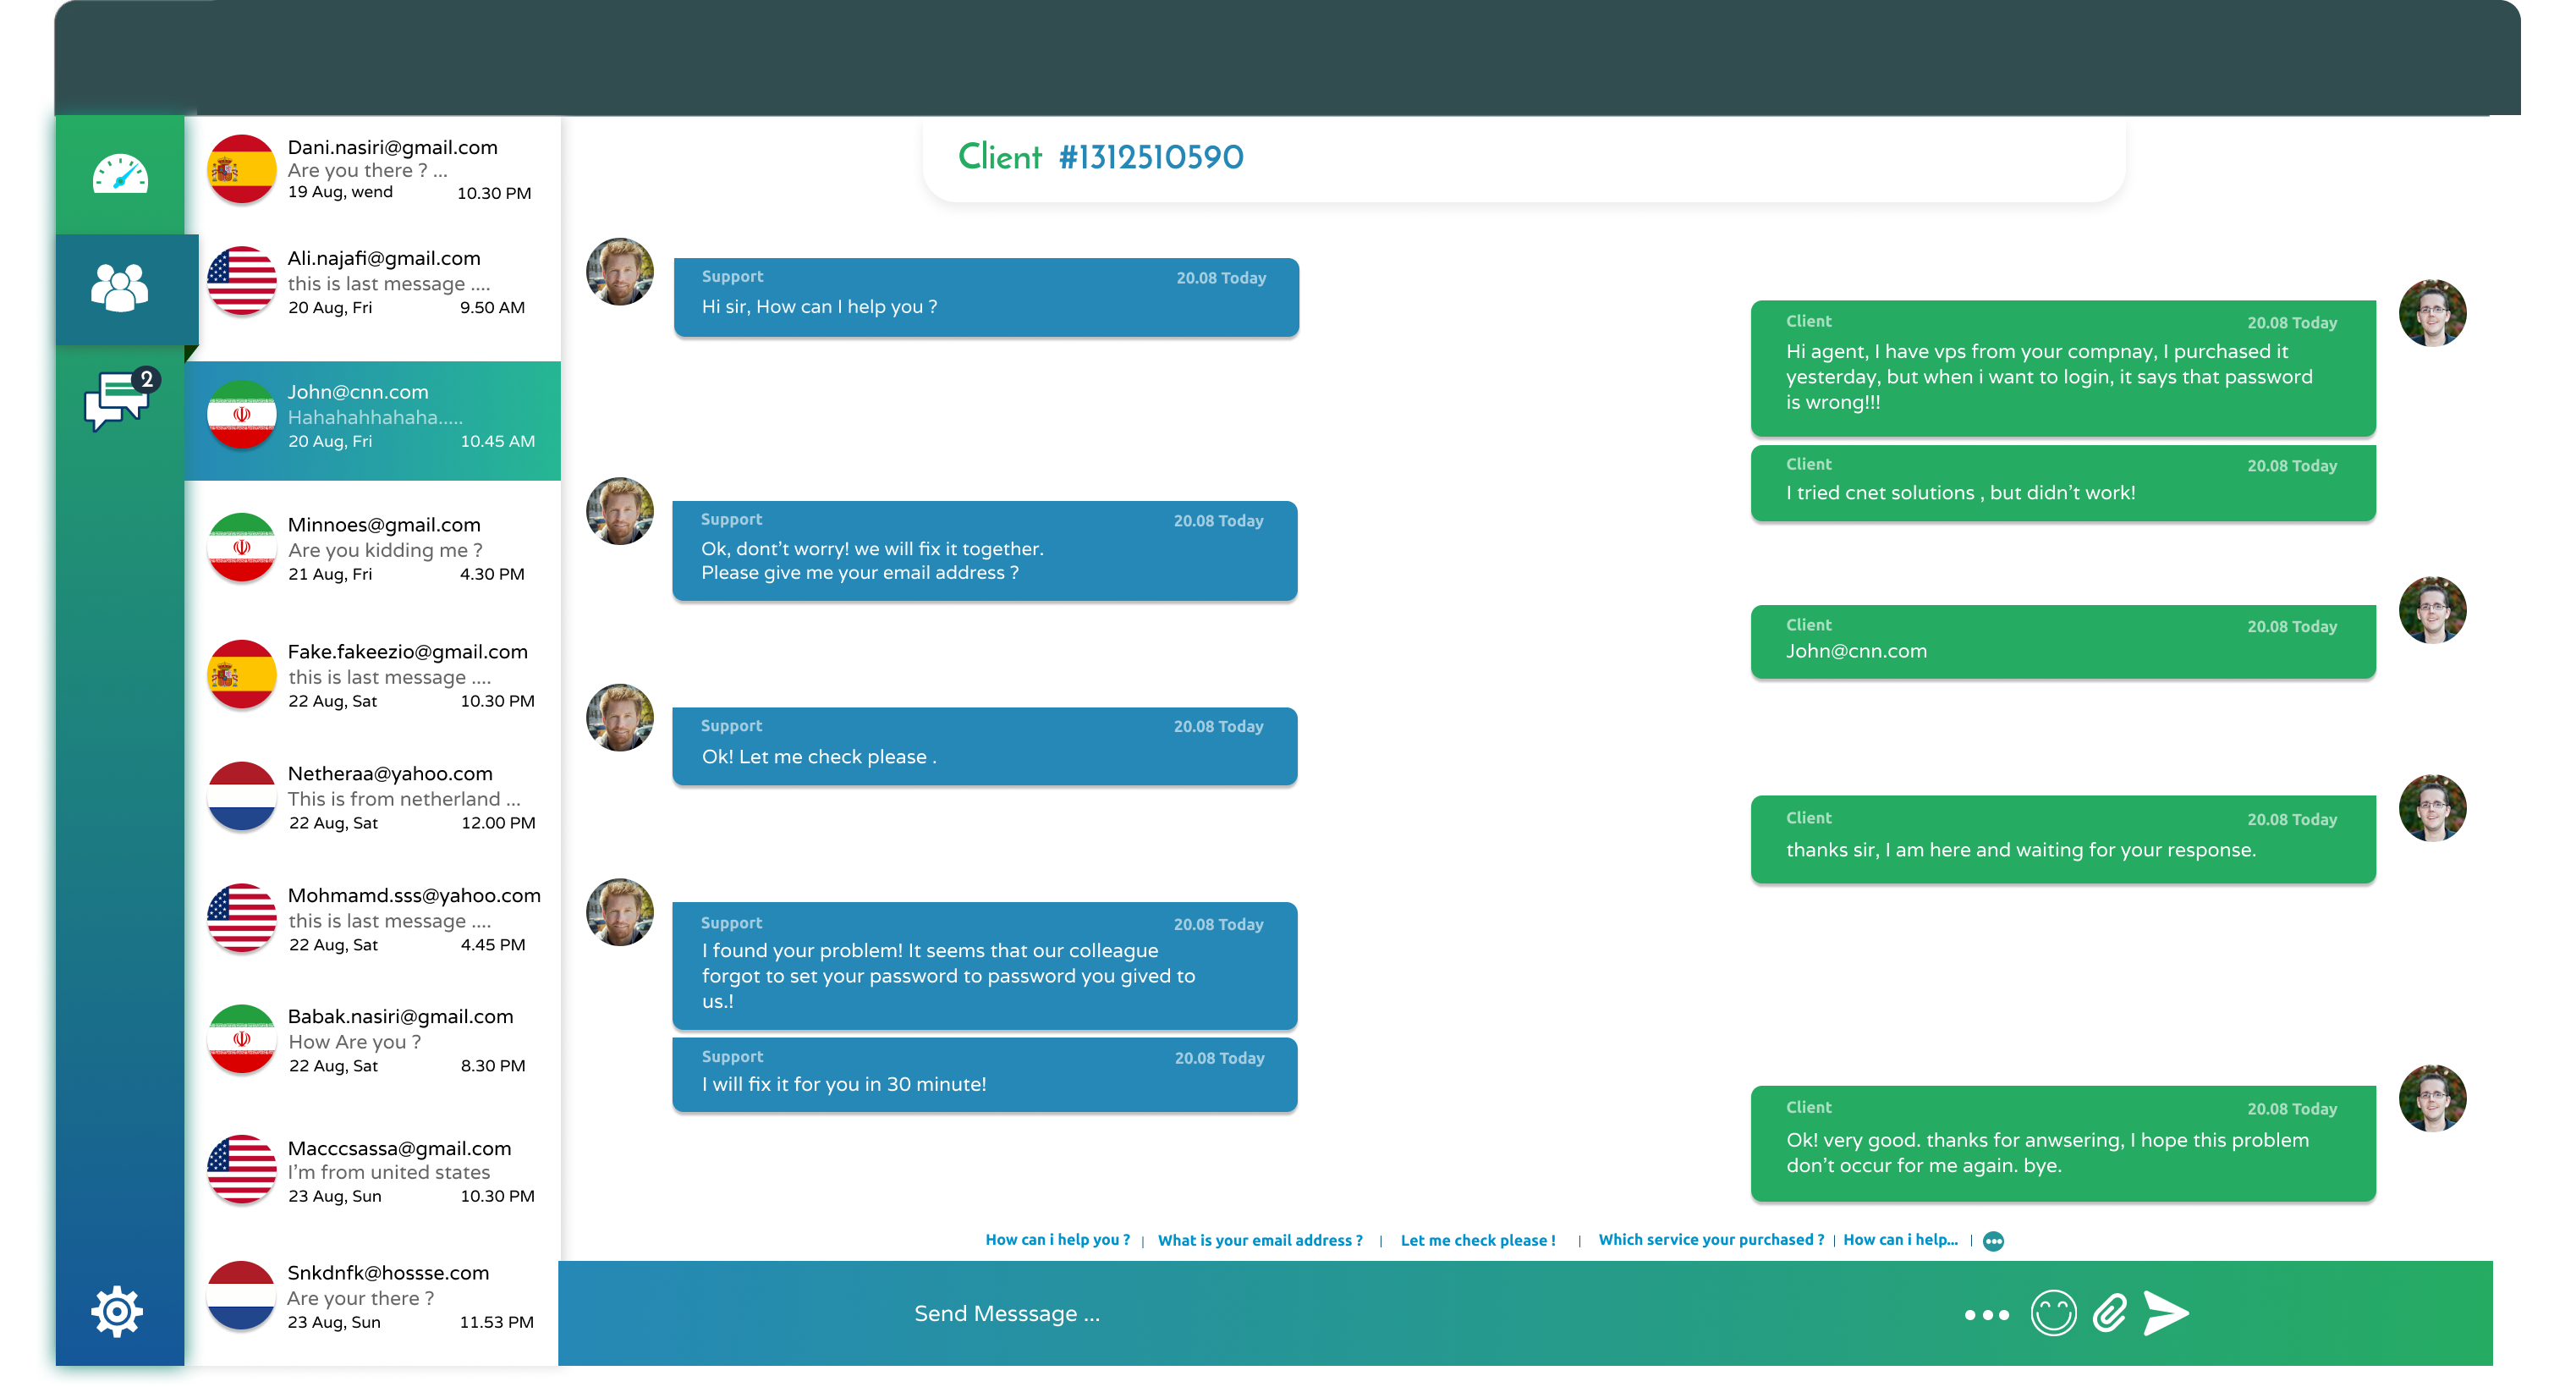 Client #1312510590
2
Dani.nasiri@gmail.com
Are you there ? ...
19 Aug, wend 10.30 PM
Ali.najafi@gmail.com
this is last message ....
20 Aug, Fri 9.50 AM
John@cnn.com
Hahahahhahaha.....
20 Aug, Fri 10.45 AM
Minnoes@gmail.com
Are you kidding me ?
21 Aug, Fri 4.30 PM
Fake.fakeezio@gmail.com
this is last message ....
22 Aug, Sat 10.30 PM
Netheraa@yahoo.com
This is from netherland ...
22 Aug, Sat 12.00 PM
Mohmamd.sss@yahoo.com
this is last message ....
22 Aug, Sat 4.45 PM
Babak.nasiri@gmail.com
How Are you ?
22 Aug, Sat 8.30 PM
Macccsassa@gmail.com
I'm from united states
23 Aug, Sun 10.30 PM
Snkdnfk@hossse.com
Are your there ?
23 Aug, Sun 11.53 PM
Support 20.08 Today
Hi sir, How can I help you ?
Client 20.08 Today
Hi agent, I have vps from your compnay, I purchased it
yesterday, but when i want to login, it says that password
is wrong!!!
Client 20.08 Today
I tried cnet solutions , but didn't work!
Support 20.08 Today
Ok, dont't worry! we will fix it together.
Please give me your email address ?
Client 20.08 Today
John@cnn.com
Support 20.08 Today
Ok! Let me check please .
Client 20.08 Today
thanks sir, I am here and waiting for your response.
Support 20.08 Today
I found your problem! It seems that our colleague
forgot to set your password to password you gived to
us.!
Support 20.08 Today
I will fix it for you in 30 minute!
Client 20.08 Today
Ok! very good. thanks for anwsering, I hope this problem
don't occur for me again. bye.
How can i help you ? | What is your email address ? | Let me check please ! | Which service your purchased ? | How can i help... |
Send Messsage ...